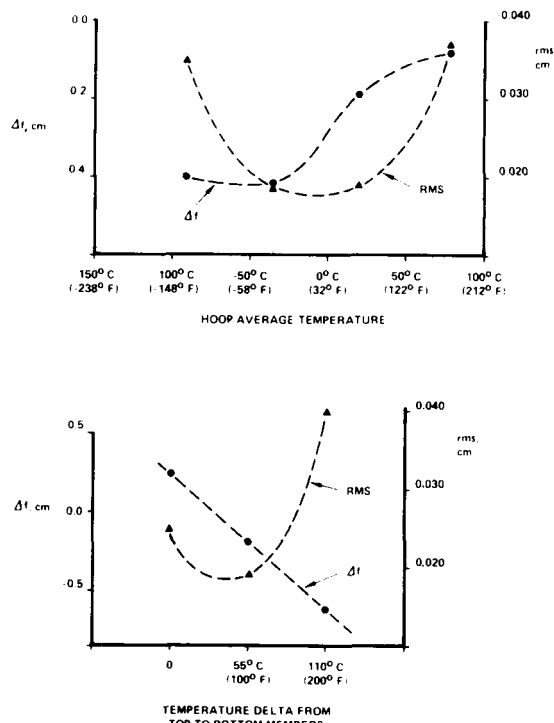 0.0
0.2
0.4
Δf, cm
-0.040
0.030
0.020
rms
cm
RMS
Δf
150° C
(-238° F)
100° C
(-148° F)
-50° C
(-58° F)
0° C
(32° F)
50° C
(122° F)
100° C
(212° F)
HOOP AVERAGE TEMPERATURE
0.5
0.0
-0.5
Δf, cm
0.040
0.030
0.020
rms,
cm
RMS
Δf
0
55° C
(100° F)
110° C
(200° F)
TEMPERATURE DELTA FROM
TOP TO BOTTOM MEMBERS